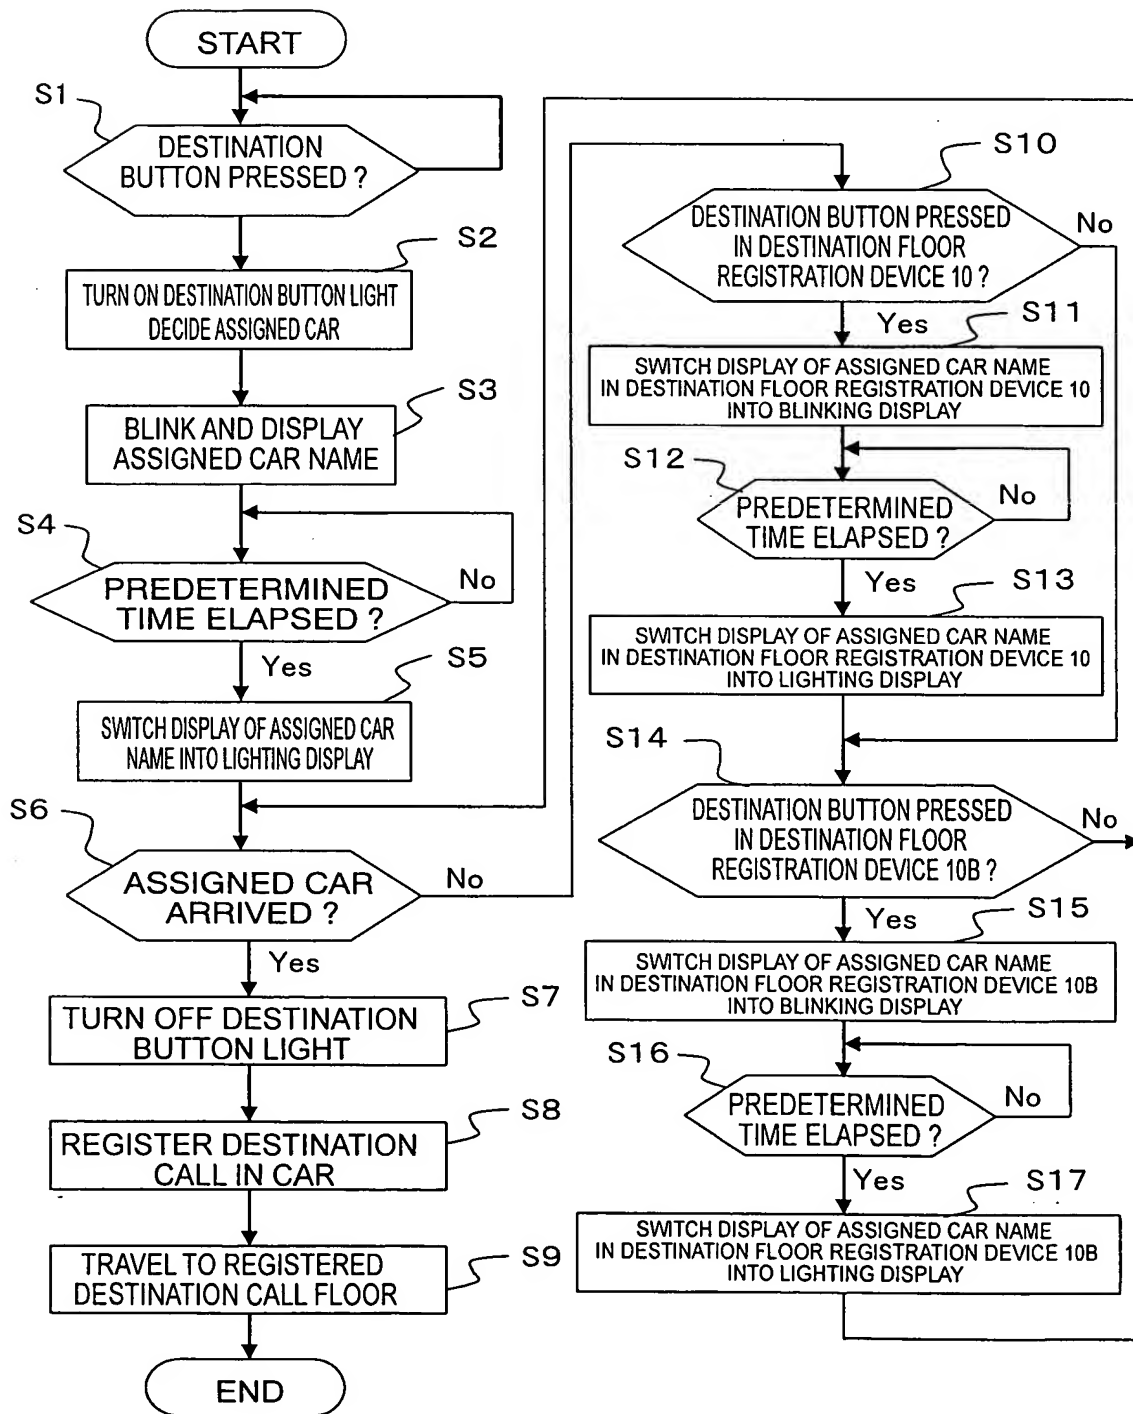 START
S1
DESTINATION
BUTTON PRESSED ?
S2
TURN ON DESTINATION BUTTON LIGHT
DECIDE ASSIGNED CAR
S3
BLINK AND DISPLAY
ASSIGNED CAR NAME
S4
PREDETERMINED
TIME ELAPSED ?
No
Yes
S5
SWITCH DISPLAY OF ASSIGNED CAR
NAME INTO LIGHTING DISPLAY
S6
ASSIGNED CAR
ARRIVED ?
No
Yes
S7
TURN OFF DESTINATION
BUTTON LIGHT
S8
REGISTER DESTINATION
CALL IN CAR
S9
TRAVEL TO REGISTERED
DESTINATION CALL FLOOR
END
S10
DESTINATION BUTTON PRESSED
IN DESTINATION FLOOR
REGISTRATION DEVICE 10 ?
No
Yes
S11
SWITCH DISPLAY OF ASSIGNED CAR NAME
IN DESTINATION FLOOR REGISTRATION DEVICE 10
INTO BLINKING DISPLAY
S12
PREDETERMINED
TIME ELAPSED ?
No
Yes
S13
SWITCH DISPLAY OF ASSIGNED CAR NAME
IN DESTINATION FLOOR REGISTRATION DEVICE 10
INTO LIGHTING DISPLAY
S14
DESTINATION BUTTON PRESSED
IN DESTINATION FLOOR
REGISTRATION DEVICE 10B ?
No
Yes
S15
SWITCH DISPLAY OF ASSIGNED CAR NAME
IN DESTINATION FLOOR REGISTRATION DEVICE 10B
INTO BLINKING DISPLAY
S16
PREDETERMINED
TIME ELAPSED ?
No
Yes
S17
SWITCH DISPLAY OF ASSIGNED CAR NAME
IN DESTINATION FLOOR REGISTRATION DEVICE 10B
INTO LIGHTING DISPLAY